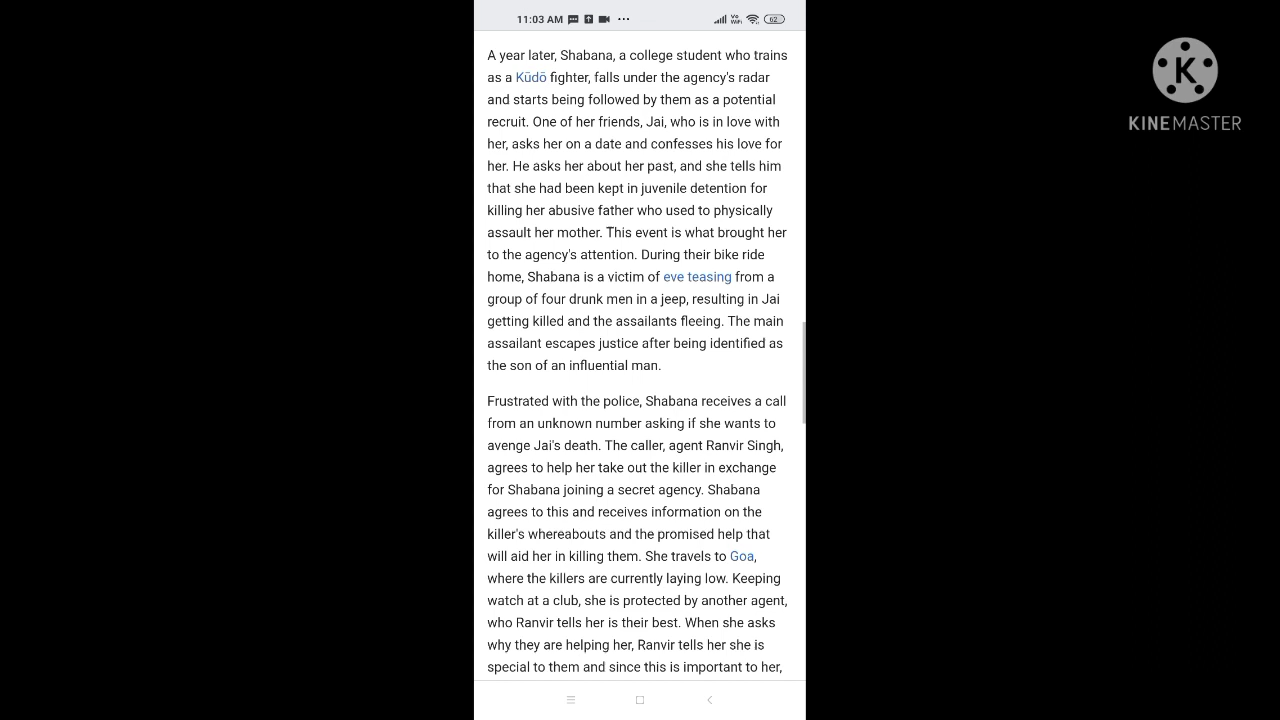 11:03 AM
Vo
WiFi
62
A year later, Shabana, a college student who trains
as a Kūdō fighter, falls under the agency's radar
and starts being followed by them as a potential
recruit. One of her friends, Jai, who is in love with
her, asks her on a date and confesses his love for
her. He asks her about her past, and she tells him
that she had been kept in juvenile detention for
killing her abusive father who used to physically
assault her mother. This event is what brought her
to the agency's attention. During their bike ride
home, Shabana is a victim of eve teasing from a
group of four drunk men in a jeep, resulting in Jai
getting killed and the assailants fleeing. The main
assailant escapes justice after being identified as
the son of an influential man.
Frustrated with the police, Shabana receives a call
from an unknown number asking if she wants to
avenge Jai's death. The caller, agent Ranvir Singh,
agrees to help her take out the killer in exchange
for Shabana joining a secret agency. Shabana
agrees to this and receives information on the
killer's whereabouts and the promised help that
will aid her in killing them. She travels to Goa,
where the killers are currently laying low. Keeping
watch at a club, she is protected by another agent,
who Ranvir tells her is their best. When she asks
why they are helping her, Ranvir tells her she is
special to them and since this is important to her,
K
KINEMASTER